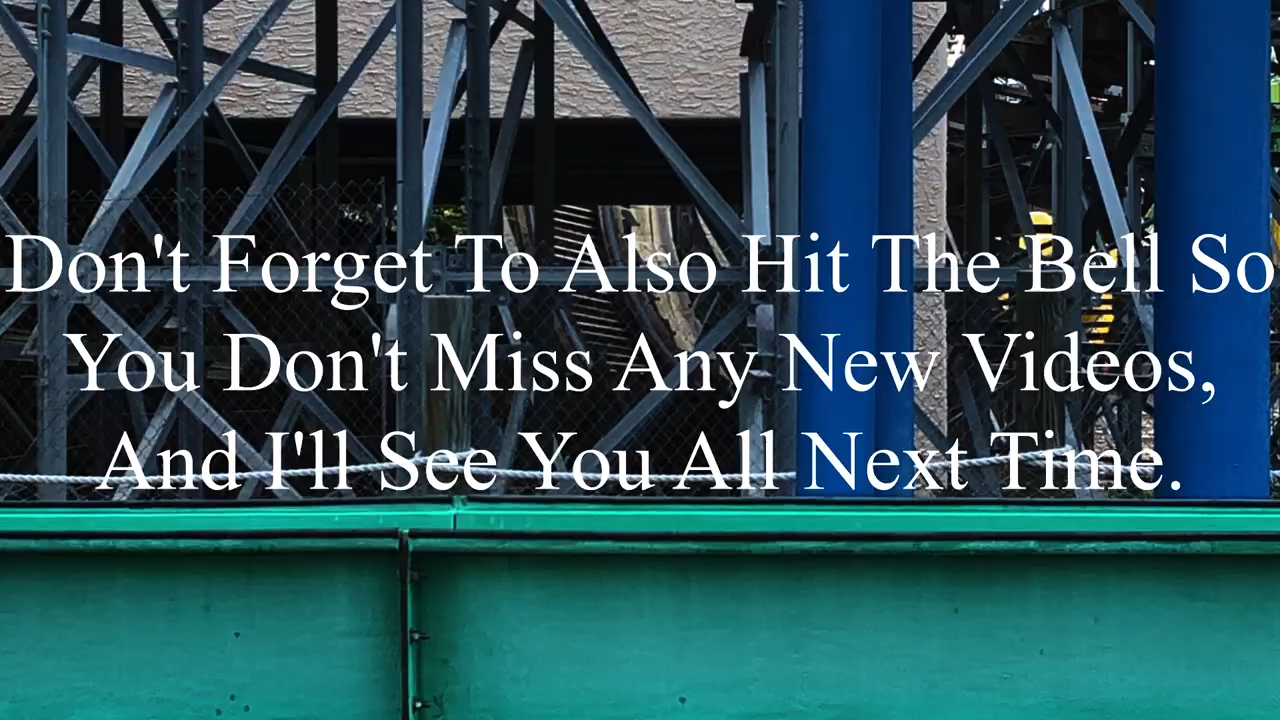 Don't Forget To Also Hit The Bell So
You Don't Miss Any New Videos,
And I'll See You All Next Time.